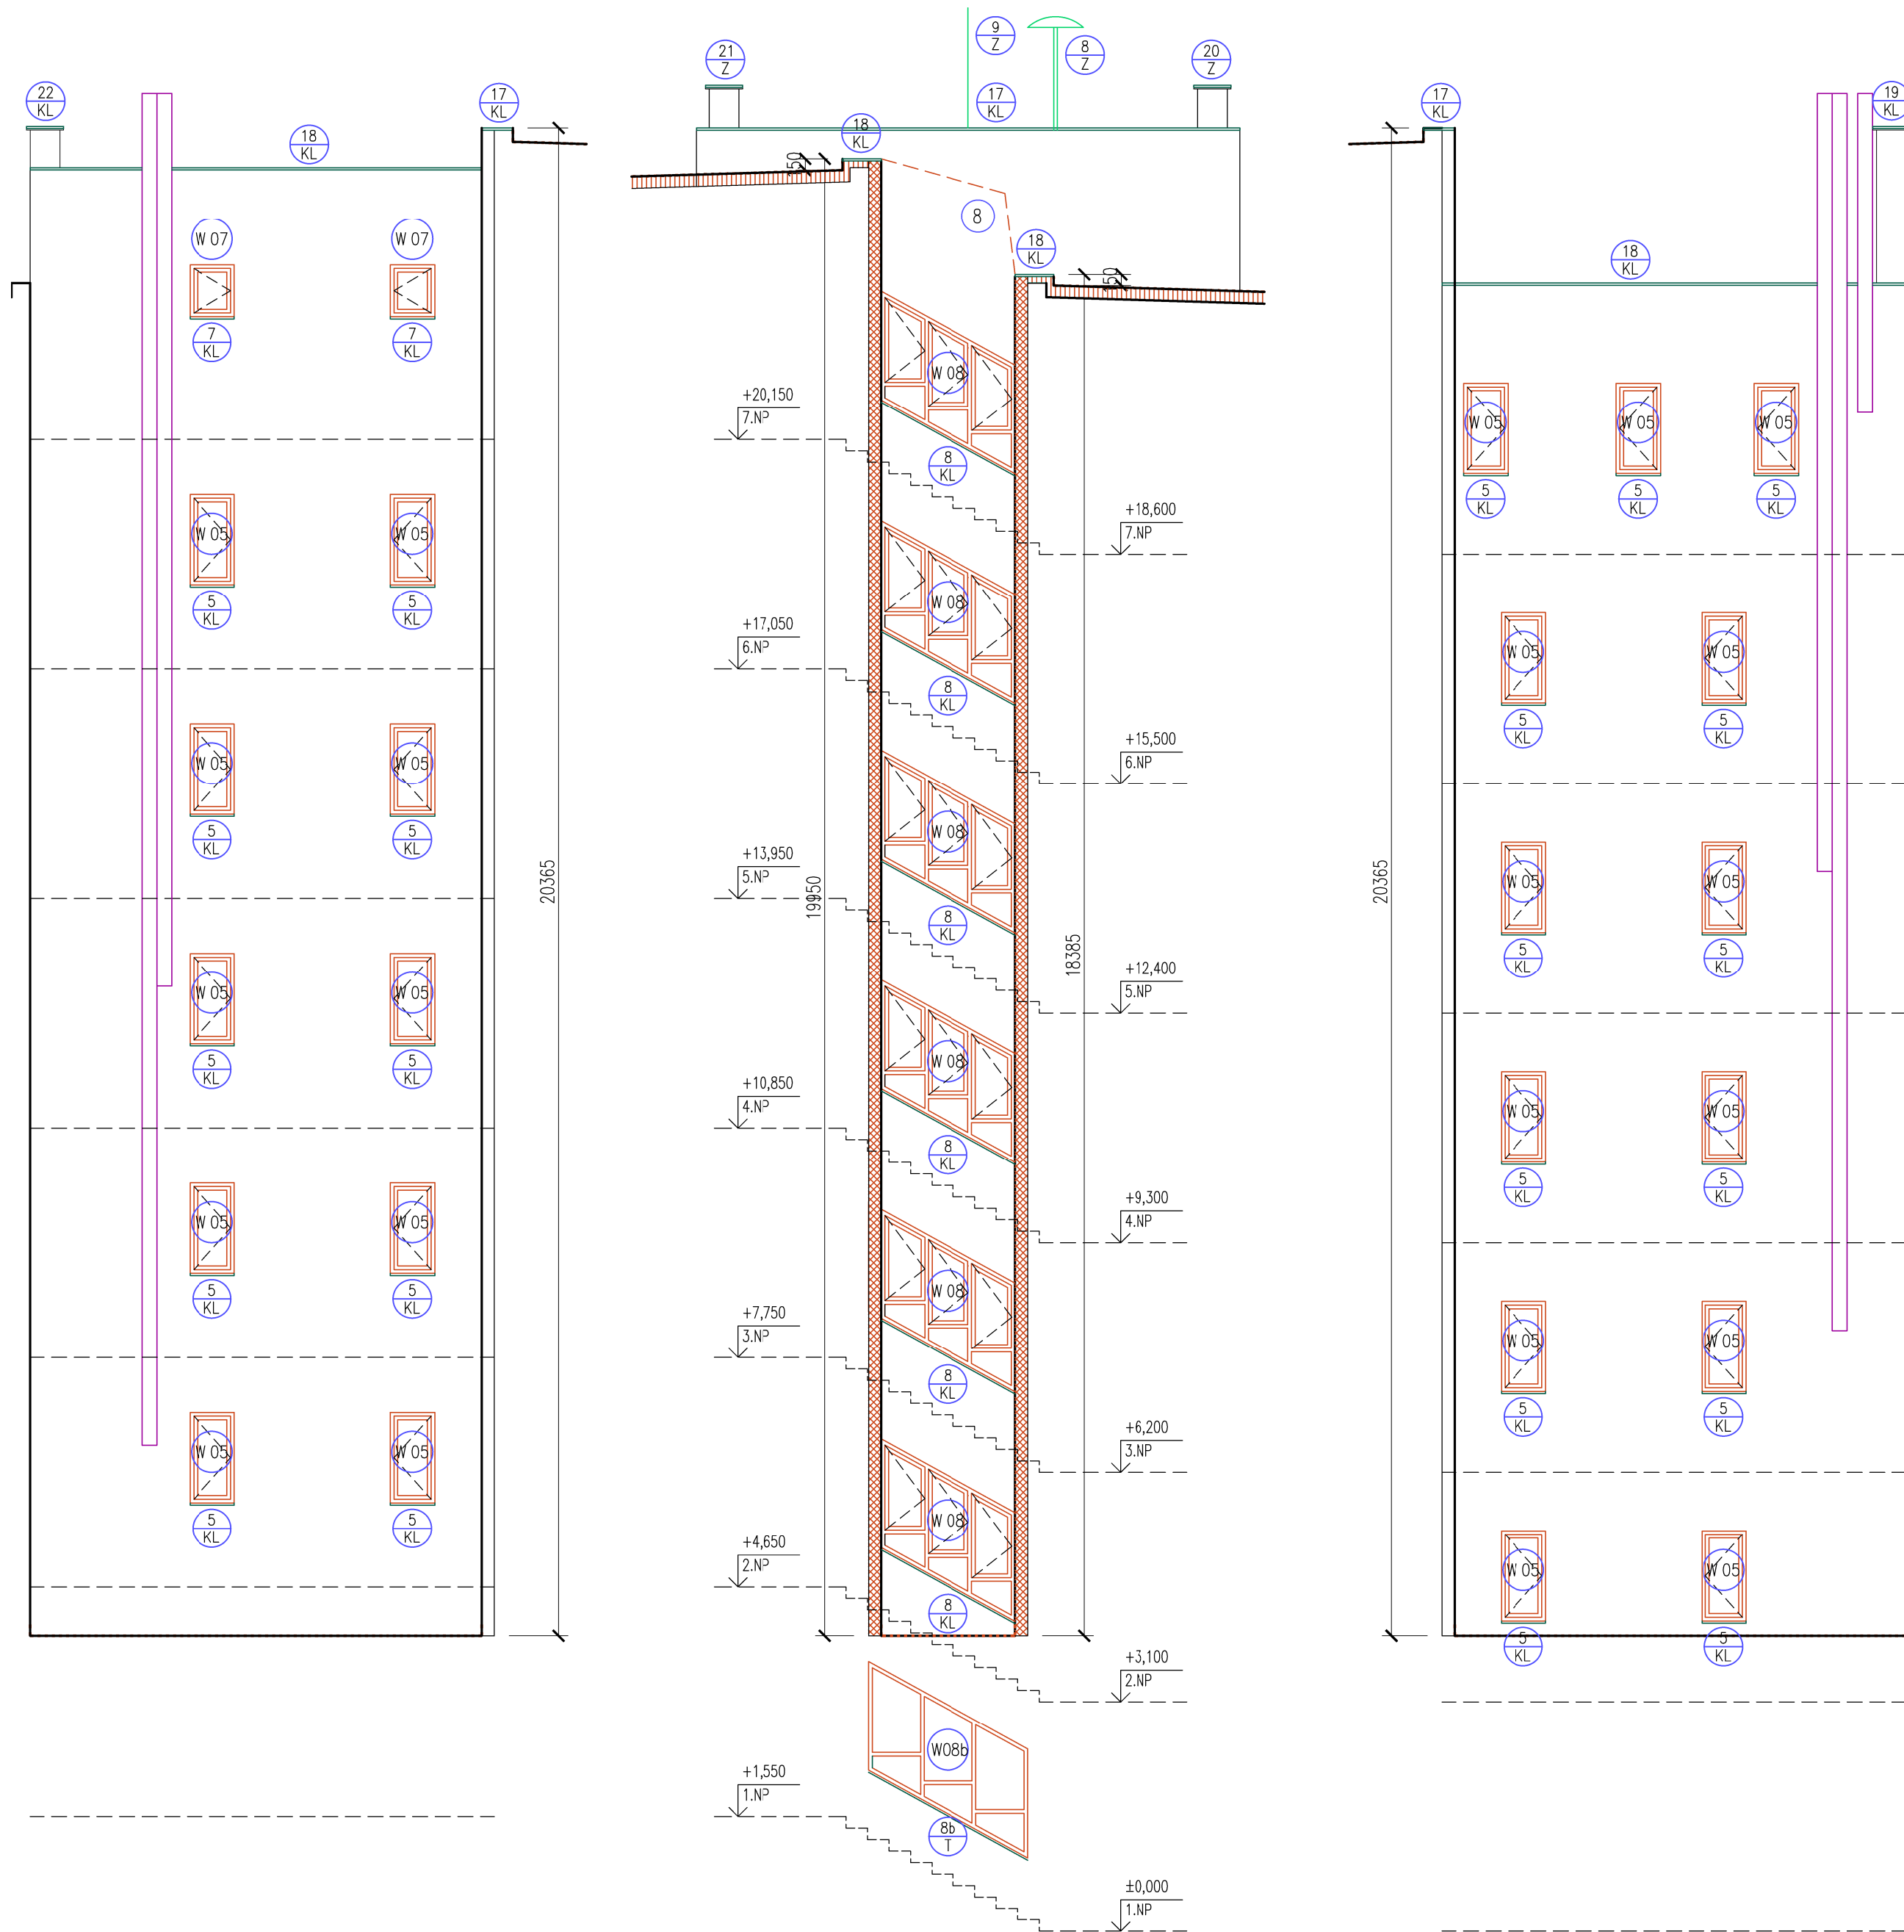 22
KL
18
KL
17
KL
W 07
W 07
7
KL
7
KL
W 05
W 05
5
KL
5
KL
W 05
W 05
5
KL
5
KL
W 05
W 05
5
KL
5
KL
W 05
W 05
5
KL
5
KL
W 05
W 05
5
KL
5
KL
20365
21
Z
9
Z
8
Z
20
Z
17
KL
18
KL
150
8
18
KL
150
19950
18385
W 08
8
KL
W 08
8
KL
W 08
8
KL
W 08
8
KL
W 08
8
KL
W 08
8
KL
W08b
8b
T
+20,150
7.NP
+17,050
6.NP
+13,950
5.NP
+10,850
4.NP
+7,750
3.NP
+4,650
2.NP
+1,550
1.NP
+18,600
7.NP
+15,500
6.NP
+12,400
5.NP
+9,300
4.NP
+6,200
3.NP
+3,100
2.NP
±0,000
1.NP
20365
17
KL
18
KL
19
KL
W 05
W 05
W 05
5
KL
5
KL
5
KL
W 05
W 05
5
KL
5
KL
W 05
W 05
5
KL
5
KL
W 05
W 05
5
KL
5
KL
W 05
W 05
5
KL
5
KL
W 05
W 05
5
KL
5
KL